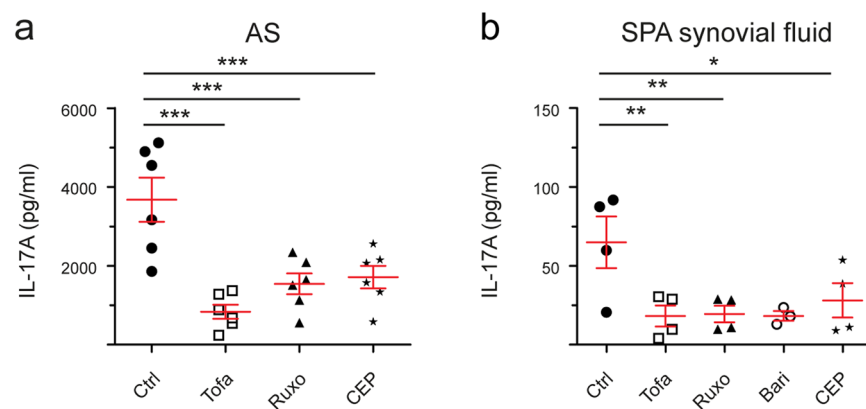 a
AS
***
***
***
6000
4000
2000
IL-17A (pg/ml)
Ctrl
Tofa
Ruxo
CEP
b
SPA synovial fluid
*
**
**
150
100
50
IL-17A (pg/ml)
Ctrl
Tofa
Ruxo
Bari
CEP